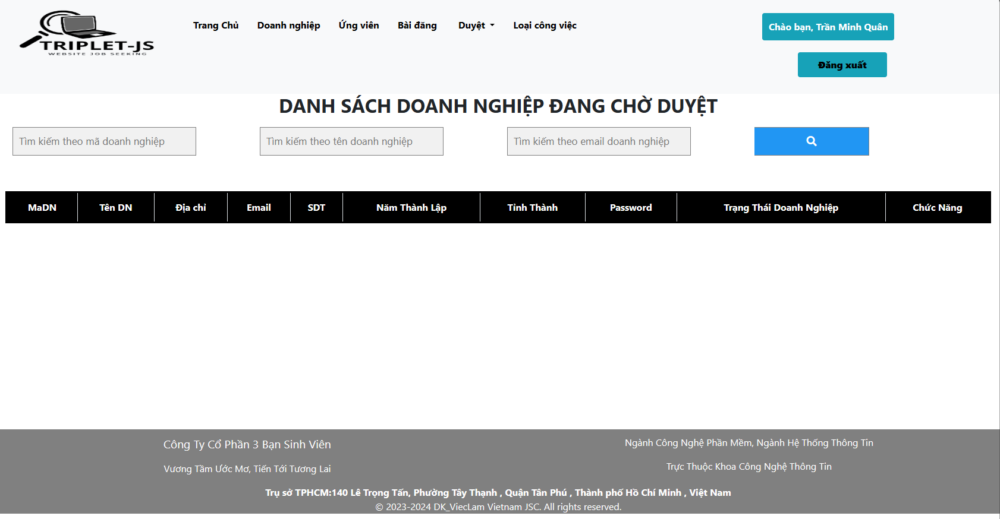 TRIPLET-JS
WEBSITE JOB SEEKING
Trang Chủ Doanh nghiệp Ứng viên Bài đăng Duyệt Loại công việc
Chào bạn, Trần Minh Quân
Đăng xuất
DANH SÁCH DOANH NGHIỆP ĐANG CHỜ DUYỆT
Tìm kiếm theo mã doanh nghiệp Tìm kiếm theo tên doanh nghiệp Tìm kiếm theo email doanh nghiệp
MaDN Tên DN Địa chỉ Email SDT Năm Thành Lập Tỉnh Thành Password Trạng Thái Doanh Nghiệp Chức Năng
Công Ty Cổ Phần 3 Bạn Sinh Viên
Vương Tầm Ước Mơ, Tiến Tới Tương Lai
Ngành Công Nghệ Phần Mềm, Ngành Hệ Thống Thông Tin
Trực Thuộc Khoa Công Nghệ Thông Tin
Trụ sở TPHCM:140 Lê Trọng Tấn, Phường Tây Thạnh , Quận Tân Phú , Thành phố Hồ Chí Minh , Việt Nam
© 2023-2024 DK_ViecLam Vietnam JSC. All rights reserved.